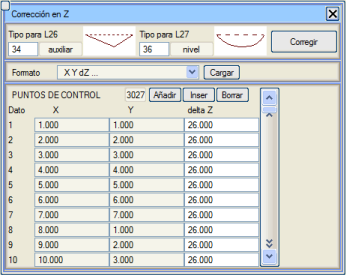 Corrección en Z
Tipo para L26 Tipo para L27
34 auxiliar 36 nivel Corregir
Formato X Y dZ ... Cargar
PUNTOS DE CONTROL 3027 Añadir Inser Borrar
Dato X Y delta Z
1 1.000 1.000 26.000
2 2.000 2.000 26.000
3 3.000 3.000 26.000
4 4.000 4.000 26.000
5 5.000 5.000 26.000
6 6.000 6.000 26.000
7 7.000 7.000 26.000
8 8.000 1.000 26.000
9 9.000 2.000 26.000
10 10.000 3.000 26.000